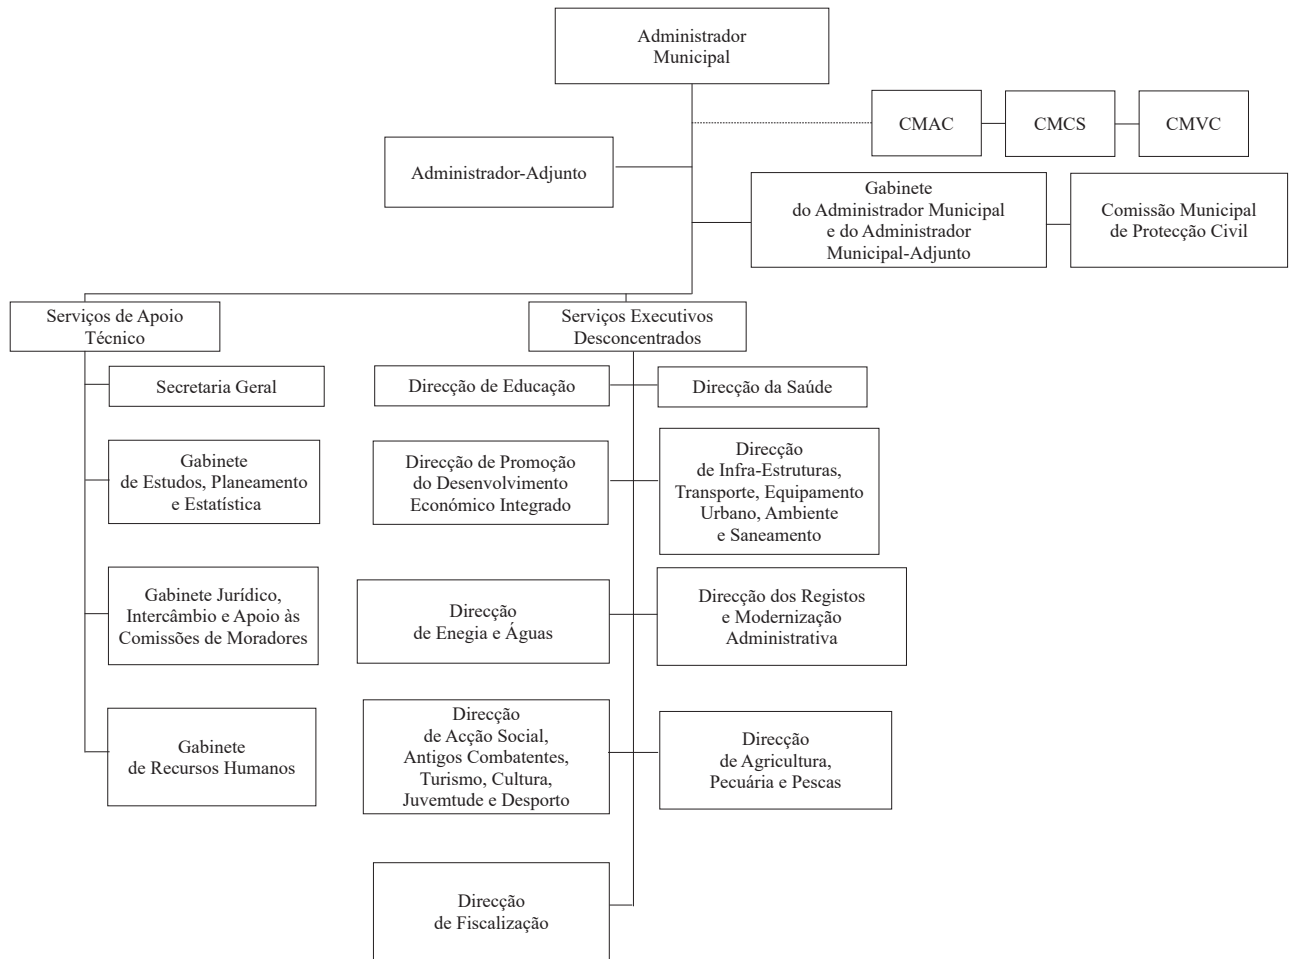 Administrador
Municipal
CMAC
CMCS
CMVC
Administrador-Adjunto
Gabinete
do Administrador Municipal
e do Administrador
Municipal-Adjunto
Comissão Municipal
de Protecção Civil
Serviços de Apoio
Técnico
Serviços Executivos
Desconcentrados
Secretaria Geral
Direcção de Educação
Direcção da Saúde
Gabinete
de Estudos, Planeamento
e Estatística
Direcção de Promoção
do Desenvolvimento
Económico Integrado
Direcção
de Infra-Estruturas,
Transporte, Equipamento
Urbano, Ambiente
e Saneamento
Gabinete Jurídico,
Intercâmbio e Apoio às
Comissões de Moradores
Direcção
de Enegia e Águas
Direcção dos Registos
e Modernização
Administrativa
Gabinete
de Recursos Humanos
Direcção
de Acção Social,
Antigos Combatentes,
Turismo, Cultura,
Juvemtude e Desporto
Direcção
de Agricultura,
Pecuária e Pescas
Direcção
de Fiscalização